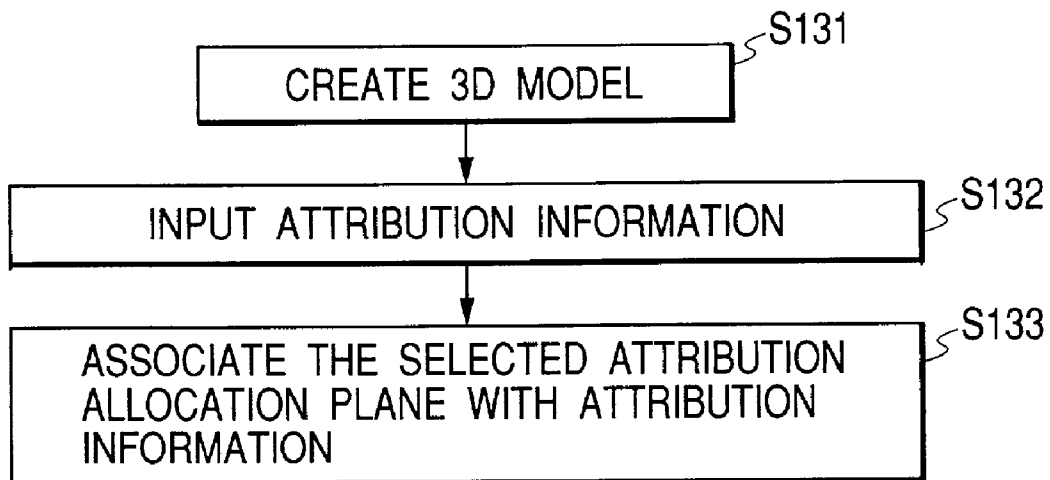 S131
CREATE 3D MODEL
S132
INPUT ATTRIBUTION INFORMATION
S133
ASSOCIATE THE SELECTED ATTRIBUTION
ALLOCATION PLANE WITH ATTRIBUTION
INFORMATION